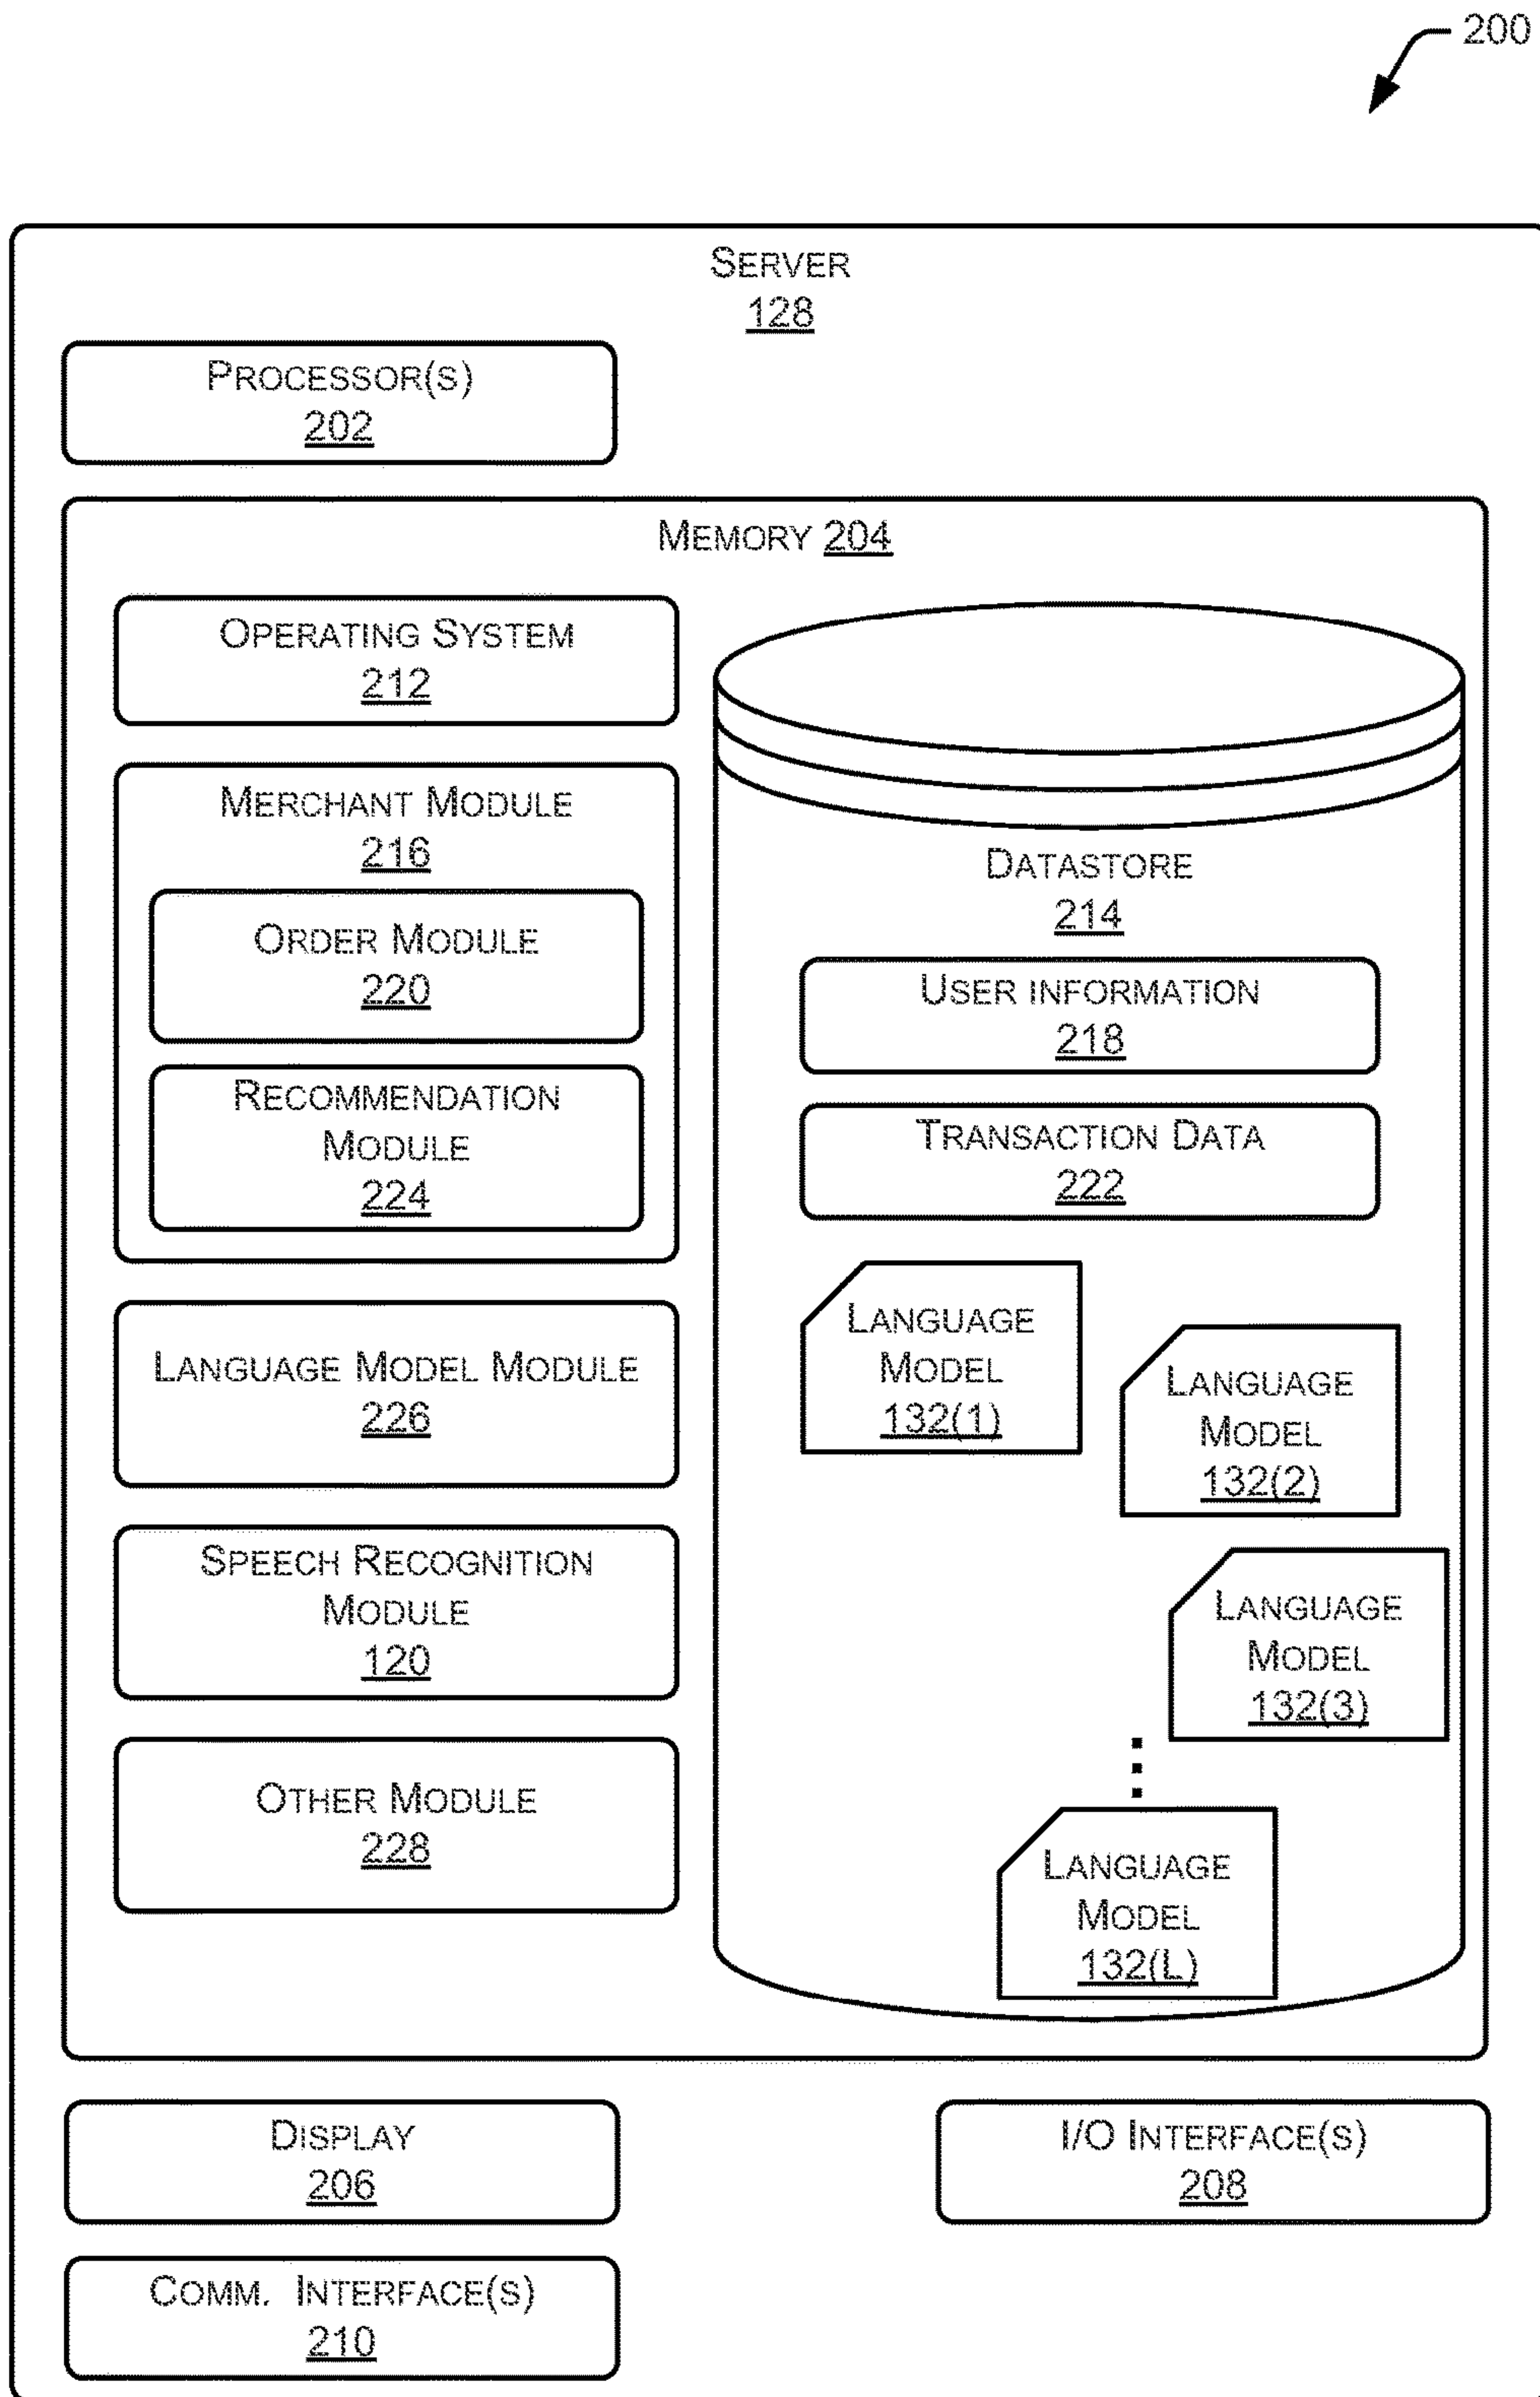 200
SERVER
128
PROCESSOR(S)
202
MEMORY 204
OPERATING SYSTEM
212
MERCHANT MODULE
216
ORDER MODULE
220
RECOMMENDATION
MODULE
224
LANGUAGE MODEL MODULE
226
SPEECH RECOGNITION
MODULE
120
OTHER MODULE
228
DATASTORE
214
USER INFORMATION
218
TRANSACTION DATA
222
LANGUAGE
MODEL
132(1)
LANGUAGE
MODEL
132(2)
LANGUAGE
MODEL
132(3)
LANGUAGE
MODEL
132(L)
DISPLAY
206
I/O INTERFACE(S)
208
COMM. INTERFACE(S)
210